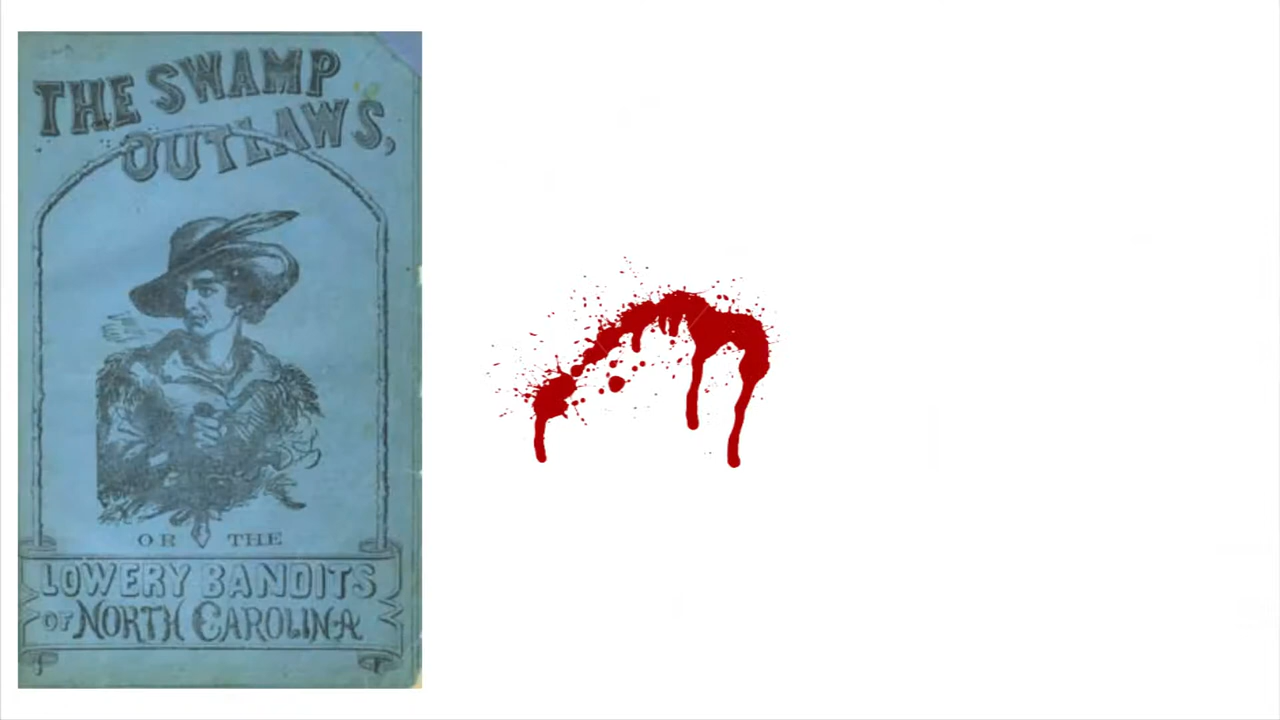 THE SWAMP
OUTLAWS,
OR THE
LOWERY BANDITS
OF NORTH CAROLINA